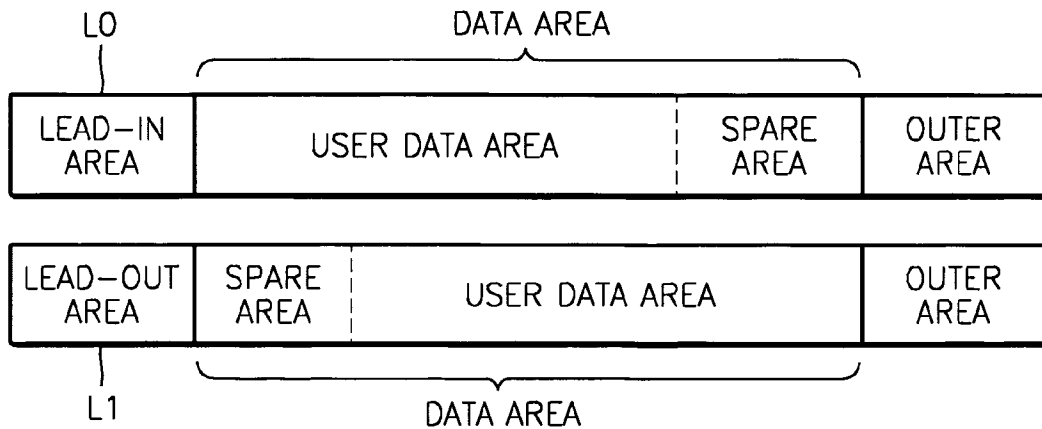 L0
DATA AREA
LEAD-IN
AREA
USER DATA AREA
SPARE
AREA
OUTER
AREA
LEAD-OUT
AREA
SPARE
AREA
USER DATA AREA
OUTER
AREA
L1
DATA AREA